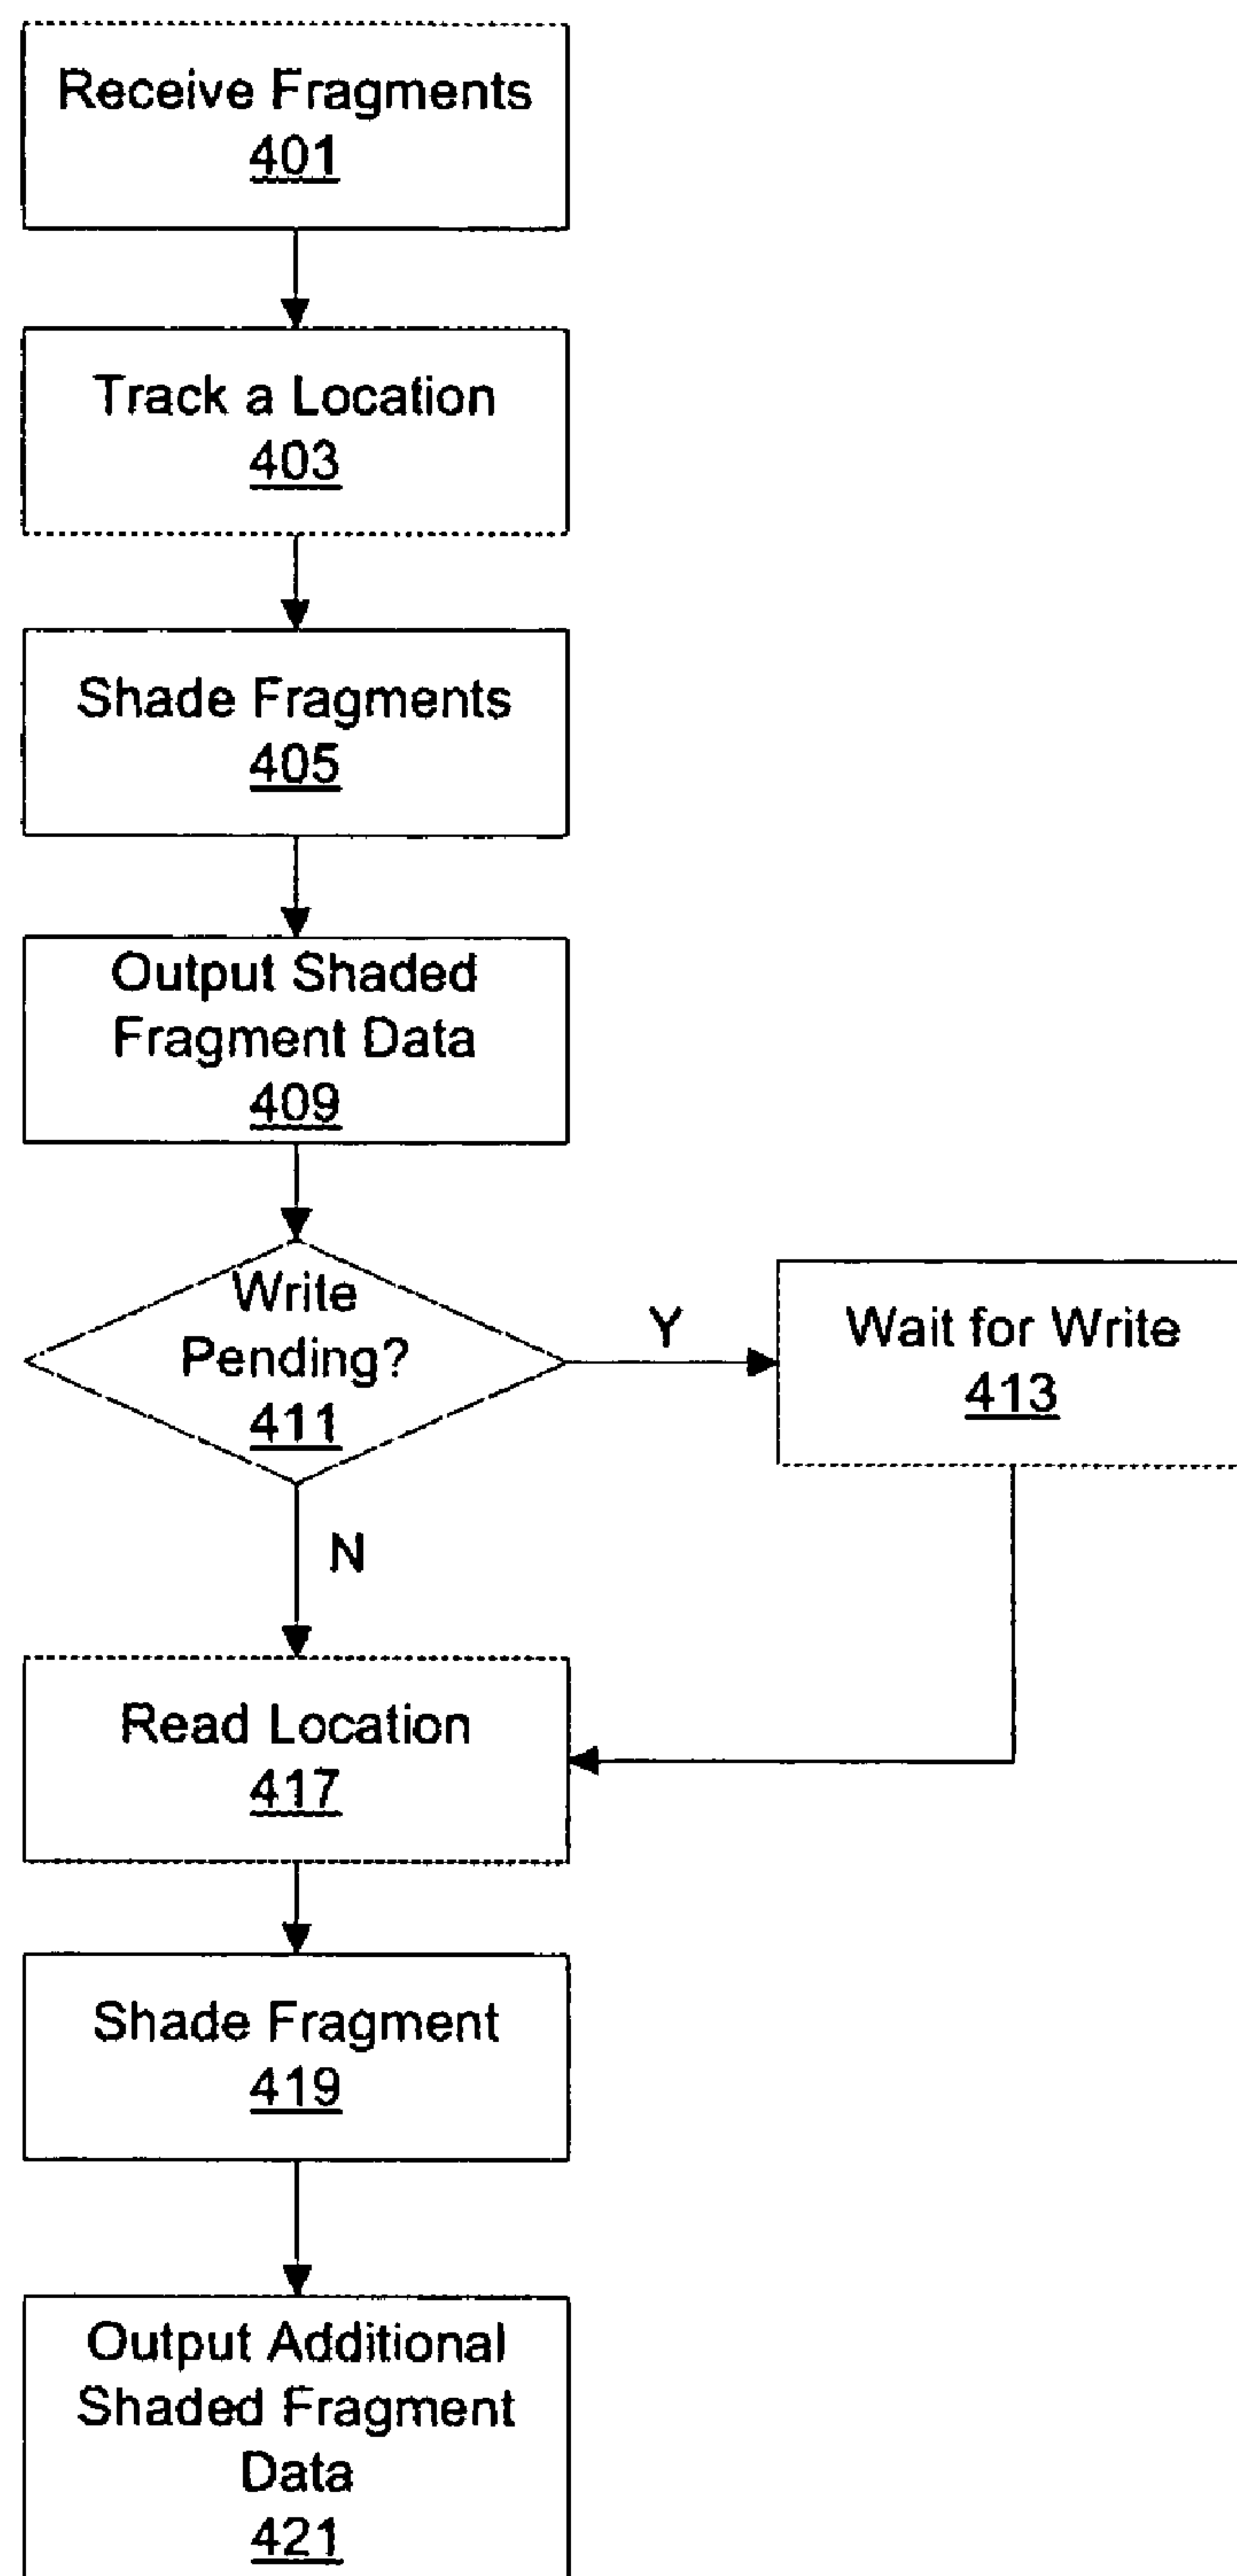 Receive Fragments
401
Track a Location
403
Shade Fragments
405
Output Shaded
Fragment Data
409
Write
Pending?
411
Y
Wait for Write
413
N
Read Location
417
Shade Fragment
419
Output Additional
Shaded Fragment
Data
421